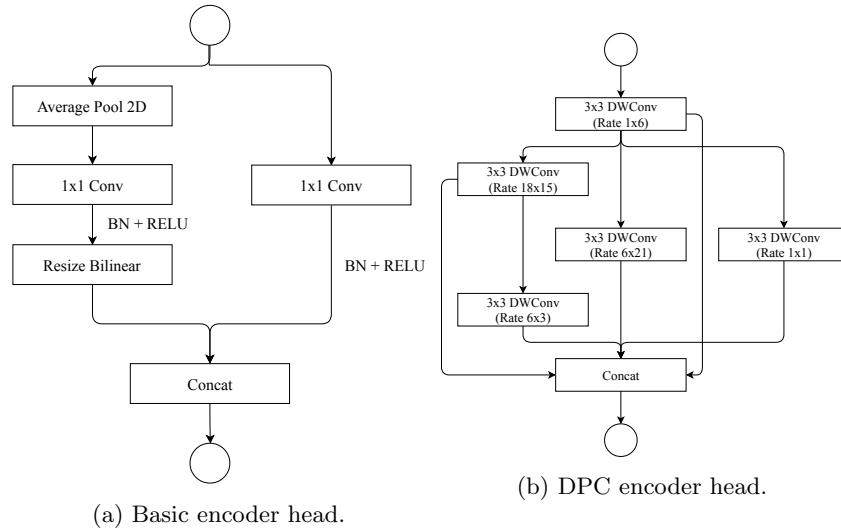 Average Pool 2D
1x1 Conv
BN + RELU
Resize Bilinear
1x1 Conv
BN + RELU
Concat
(a) Basic encoder head.
3x3 DWConv
(Rate 1x6)
3x3 DWConv
(Rate 18x15)
3x3 DWConv
(Rate 6x21)
3x3 DWConv
(Rate 1x1)
3x3 DWConv
(Rate 6x3)
Concat
(b) DPC encoder head.